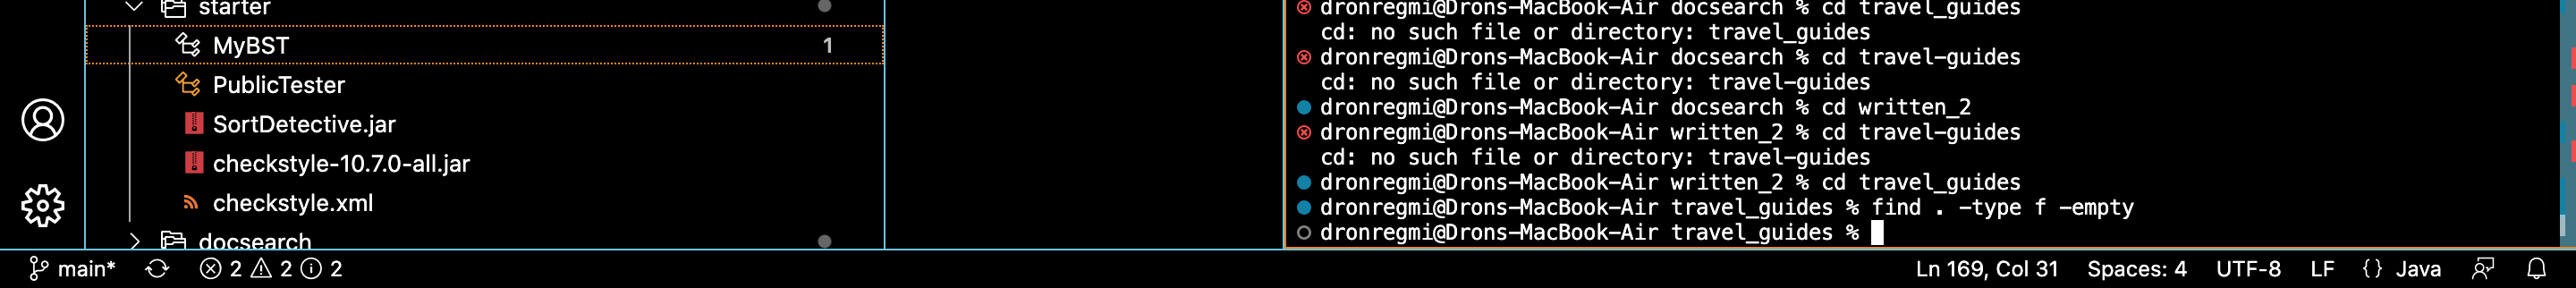 starter
MyBST 1
PublicTester
SortDetective.jar
checkstyle-10.7.0-all.jar
checkstyle.xml
docsearch
dronregmi@Drons-MacBook-Air docsearch % cd travel_guides
cd: no such file or directory: travel_guides
dronregmi@Drons-MacBook-Air docsearch % cd travel-guides
cd: no such file or directory: travel-guides
dronregmi@Drons-MacBook-Air docsearch % cd written_2
dronregmi@Drons-MacBook-Air written_2 % cd travel-guides
cd: no such file or directory: travel-guides
dronregmi@Drons-MacBook-Air written_2 % cd travel_guides
dronregmi@Drons-MacBook-Air travel_guides % find . -type f -empty
dronregmi@Drons-MacBook-Air travel_guides %
main* 2 2 2 Ln 169, Col 31 Spaces: 4 UTF-8 LF {} Java